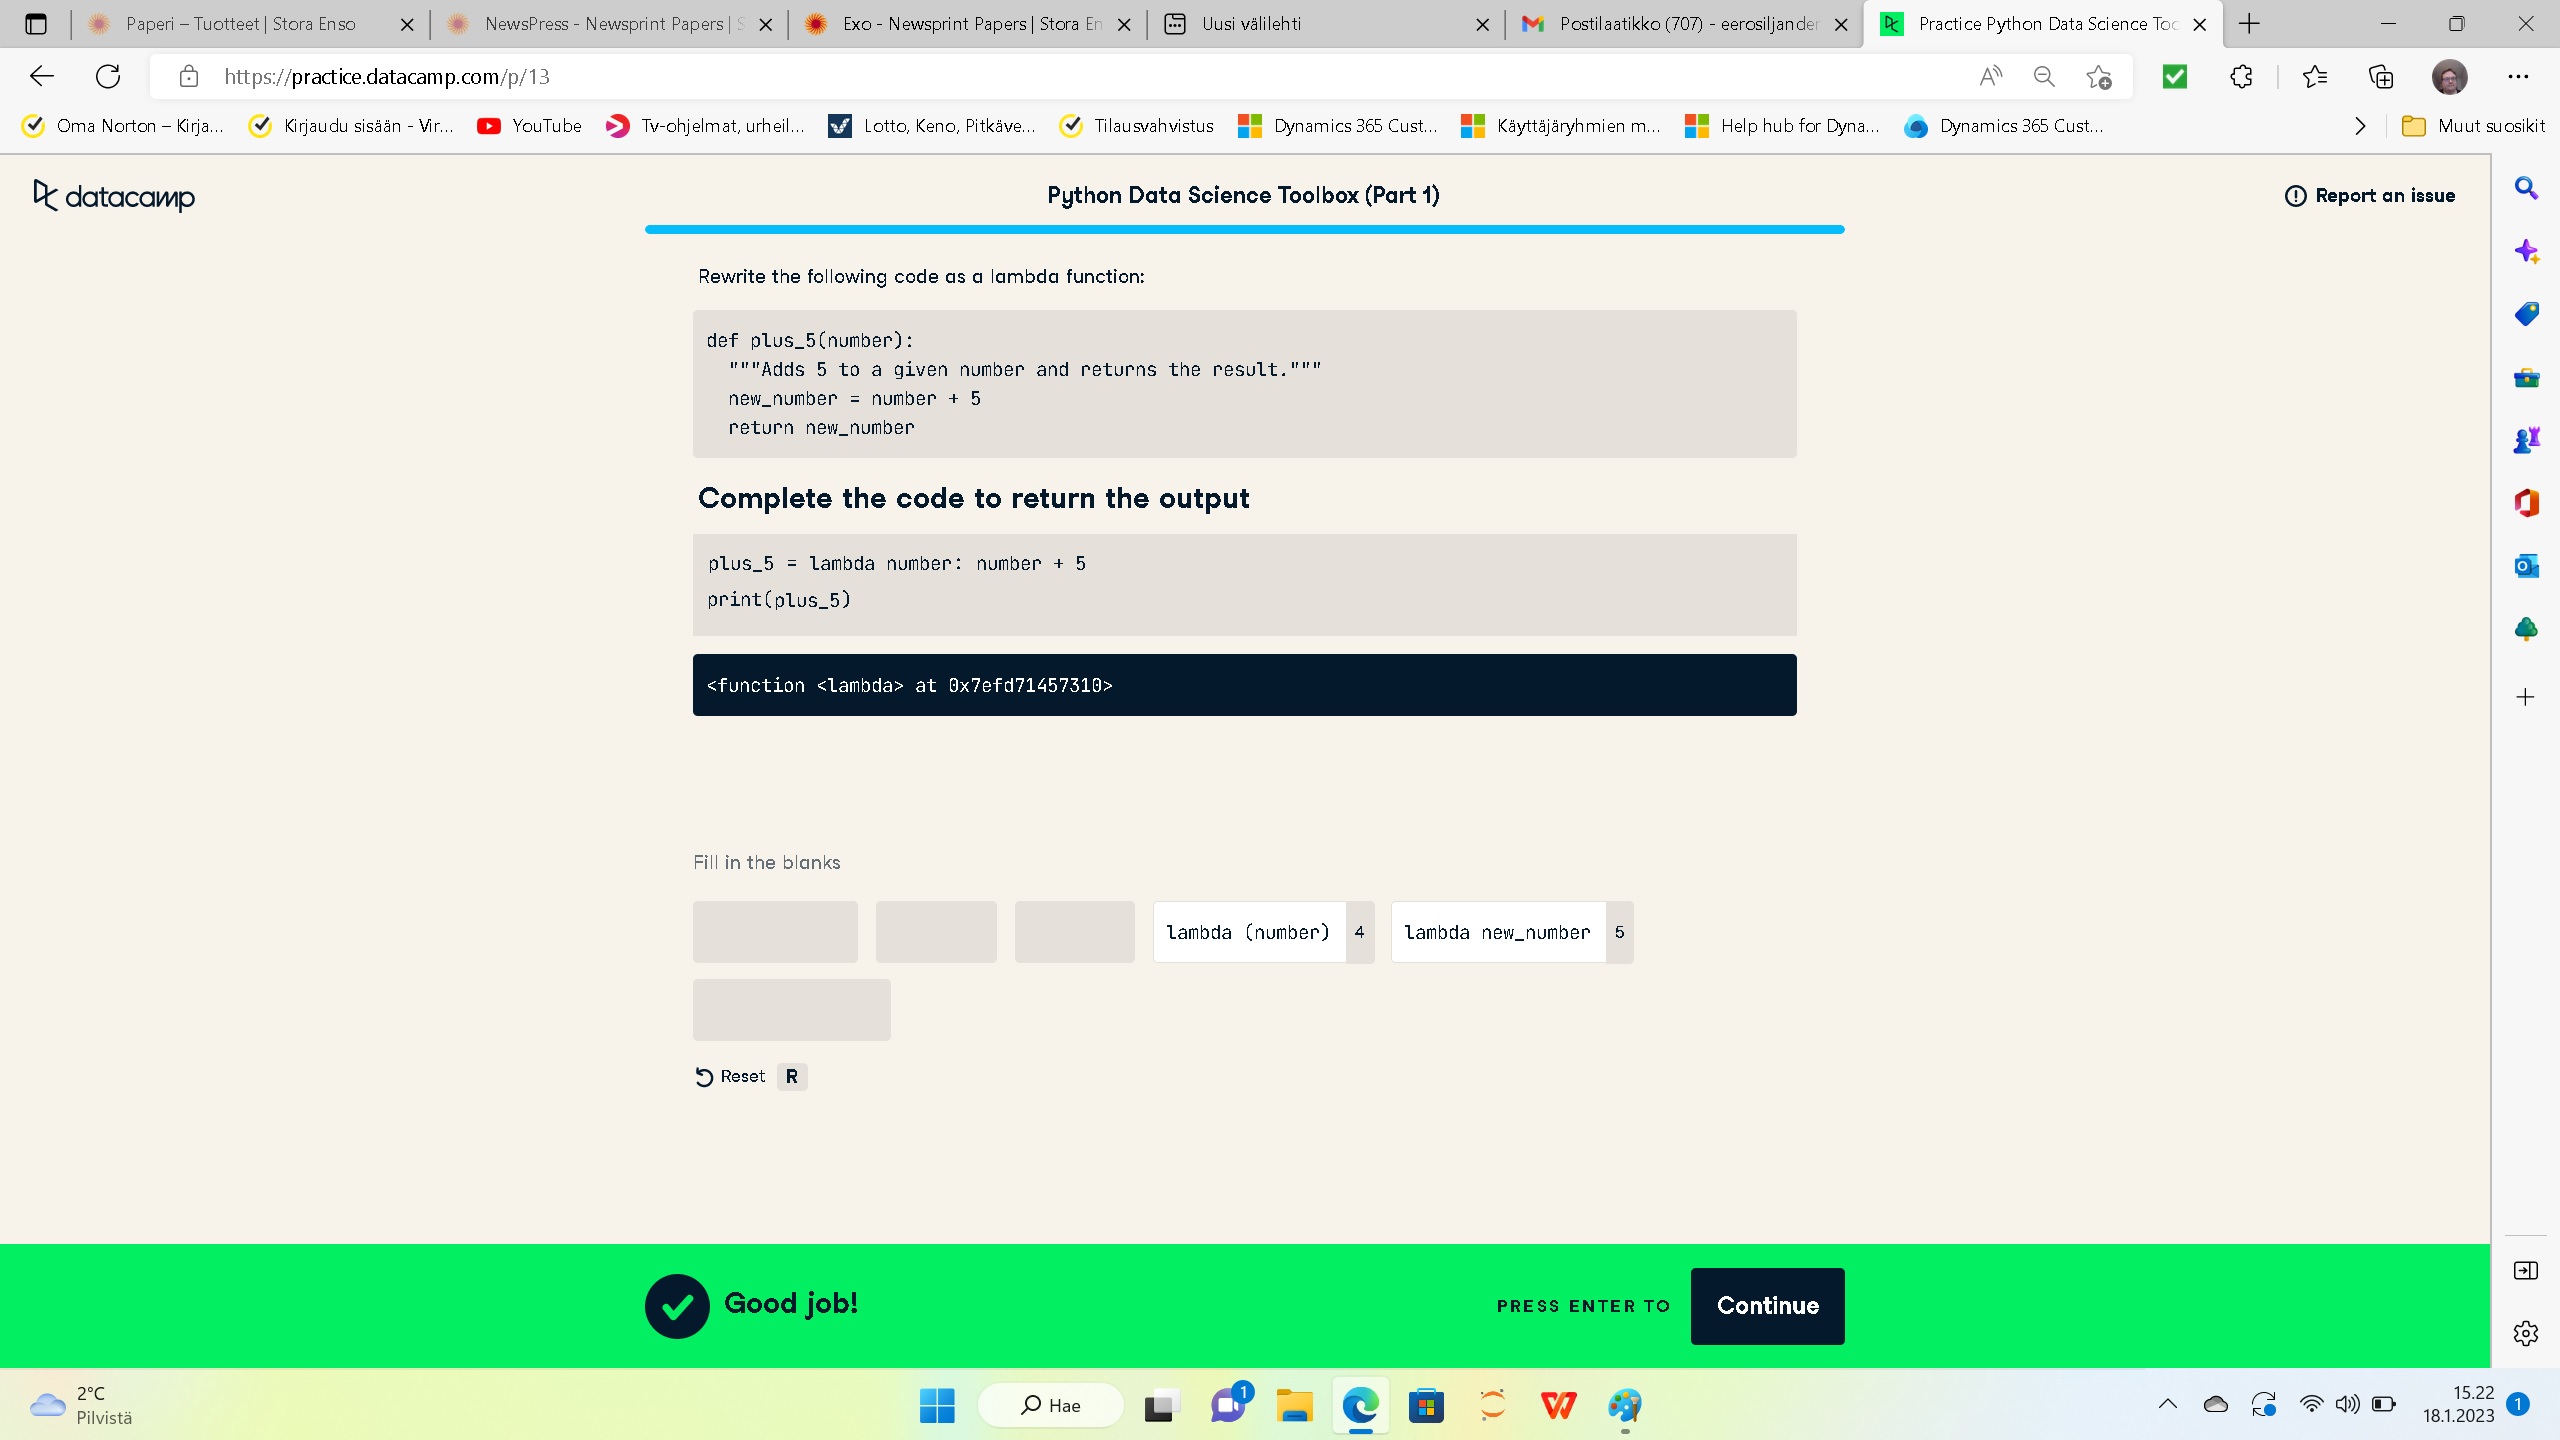 Paperi – Tuotteet | Stora Enso
NewsPress - Newsprint Papers | S
Exo - Newsprint Papers | Stora En
Uusi välilehti
Postilaatikko (707) - eerosiljander
Practice Python Data Science Too
https://practice.datacamp.com/p/13
Oma Norton – Kirja...
Kirjaudu sisään - Vir...
YouTube
Tv-ohjelmat, urheil...
Lotto, Keno, Pitkäve...
Tilausvahvistus
Dynamics 365 Cust...
Käyttäjäryhmien m...
Help hub for Dyna...
Dynamics 365 Cust...
Muut suosikit
datacamp
Python Data Science Toolbox (Part 1)
Report an issue
Rewrite the following code as a lambda function:
def plus_5(number):
"""Adds 5 to a given number and returns the result."""
new_number = number + 5
return new_number
Complete the code to return the output
plus_5 = lambda number: number + 5
print(plus_5)
<function <lambda> at 0x7efd71457310>
Fill in the blanks
lambda (number) 4
lambda new_number 5
Reset R
Good job!
PRESS ENTER TO
Continue
2°C
Pilvistä
Hae
1
15.22
18.1.2023
1